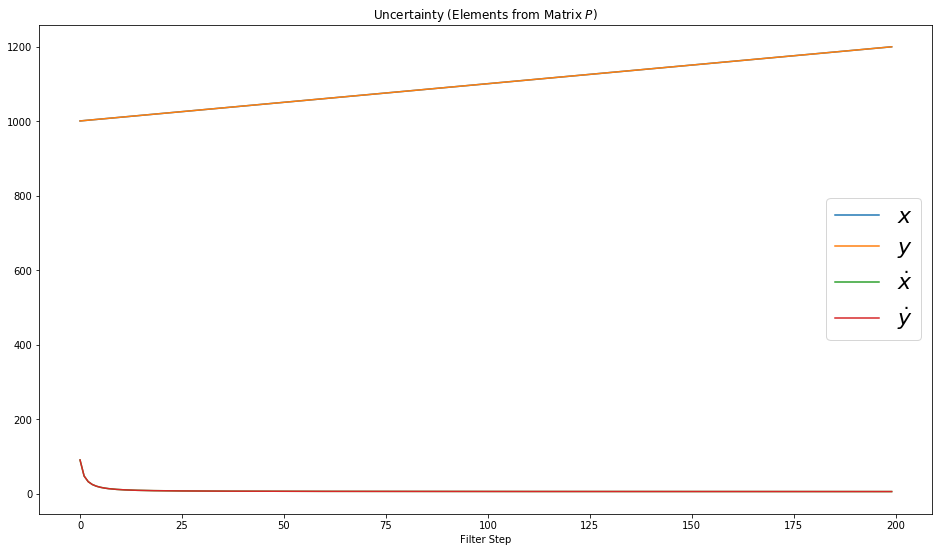 Uncertainty (Elements from Matrix P)
1200
1000
800
600
400
200
0
x
y
ẋ
ẏ
0 25 50 75 100 125 150 175 200
Filter Step